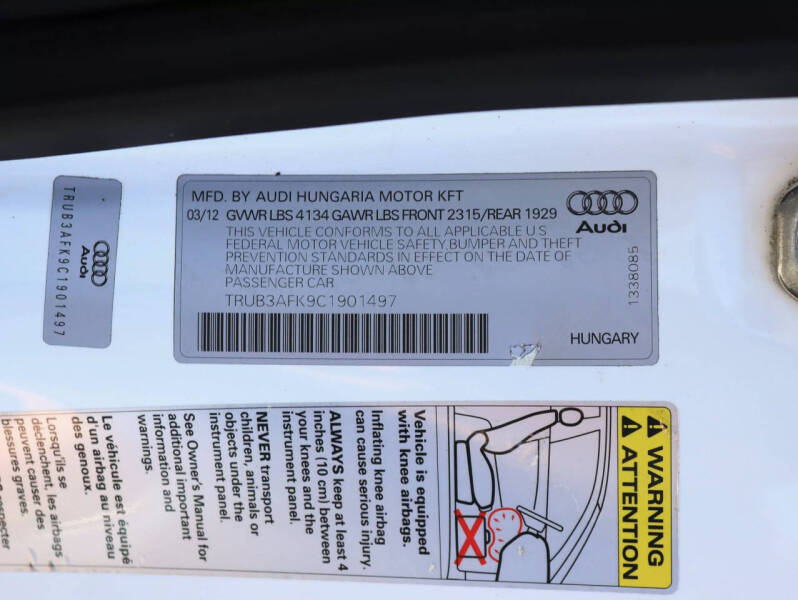 MFD. BY AUDI HUNGARIA MOTOR KFT
03/12 GVWR LBS 4134 GAWR LBS FRONT 2315/REAR 1929
THIS VEHICLE CONFORMS TO ALL APPLICABLE U S
FEDERAL MOTOR VEHICLE SAFETY, BUMPER AND THEFT
PREVENTION STANDARDS IN EFFECT ON THE DATE OF
MANUFACTURE SHOWN ABOVE
PASSENGER CAR
TRUB3AFK9C1901497
Audi
1338085
HUNGARY
TRUB3AFK9C1901497
Audi
WARNING
ATTENTION
Vehicle is equipped
with knee airbags.
Inflating knee airbag
can cause serious injury.
ALWAYS keep at least 4
inches (10 cm) between
your knees and the
instrument panel.
NEVER transport
children, animals or
objects under the
instrument panel.
See Owner's Manual for
additional important
information and
warnings.
Le véhicule est équipé
d'un airbag au niveau
des genoux.
Lorsqu'ils se
déclenchent, les airbags
peuvent causer des
blessures graves.